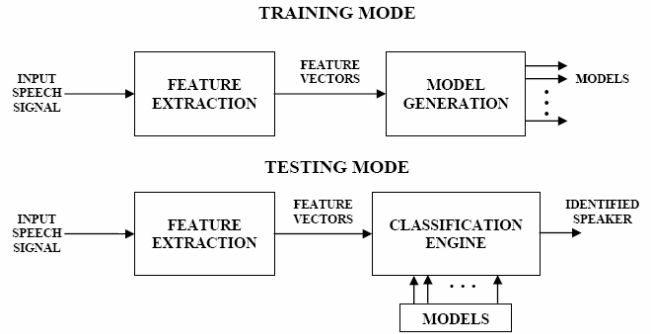 TRAINING MODE
INPUT
SPEECH
SIGNAL
FEATURE
EXTRACTION
FEATURE
VECTORS
MODEL
GENERATION
MODELS
TESTING MODE
INPUT
SPEECH
SIGNAL
FEATURE
EXTRACTION
FEATURE
VECTORS
CLASSIFICATION
ENGINE
IDENTIFIED
SPEAKER
MODELS